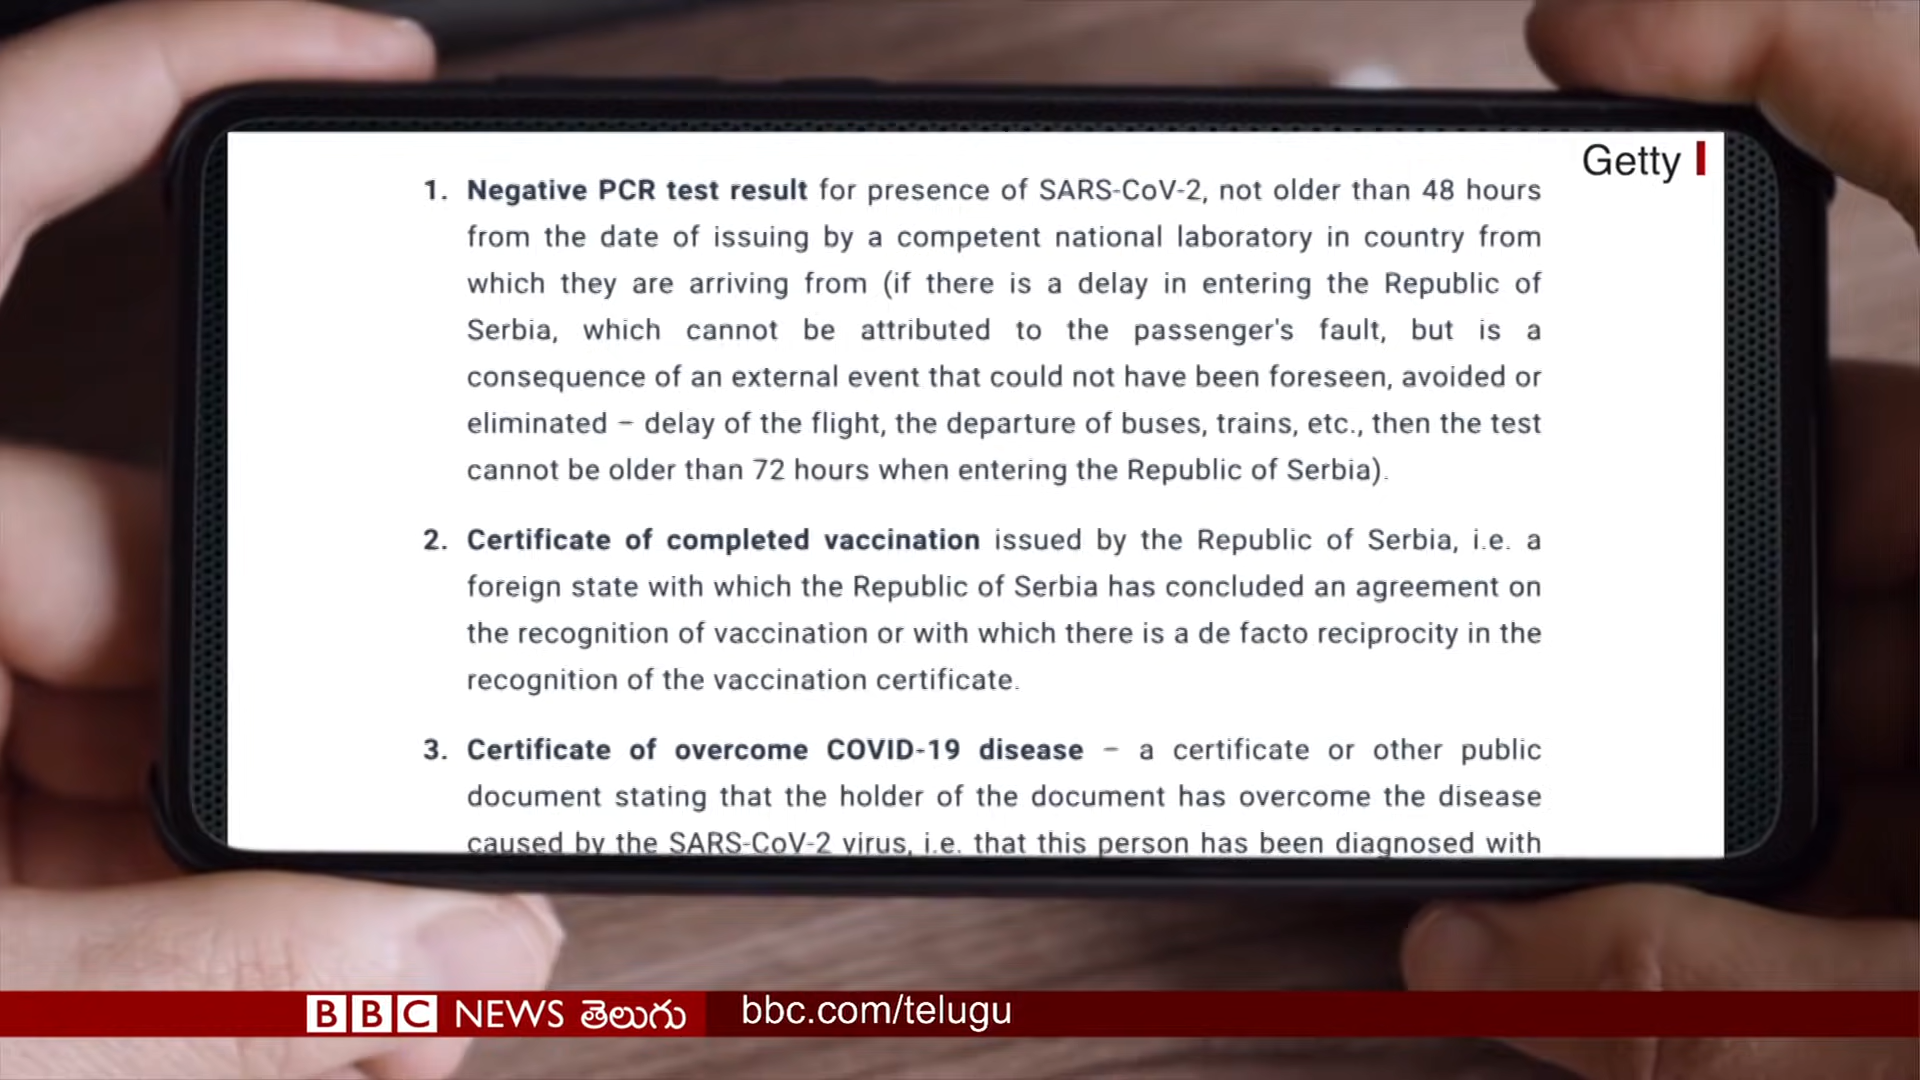 Getty
1. Negative PCR test result for presence of SARS-CoV-2, not older than 48 hours
from the date of issuing by a competent national laboratory in country from
which they are arriving from (if there is a delay in entering the Republic of
Serbia, which cannot be attributed to the passenger's fault, but is a
consequence of an external event that could not have been foreseen, avoided or
eliminated – delay of the flight, the departure of buses, trains, etc., then the test
cannot be older than 72 hours when entering the Republic of Serbia).
2. Certificate of completed vaccination issued by the Republic of Serbia, i.e. a
foreign state with which the Republic of Serbia has concluded an agreement on
the recognition of vaccination or with which there is a de facto reciprocity in the
recognition of the vaccination certificate.
3. Certificate of overcome COVID-19 disease – a certificate or other public
document stating that the holder of the document has overcome the disease
caused by the SARS-CoV-2 virus, i.e. that this person has been diagnosed with
BBC NEWS తెలుగు bbc.com/telugu